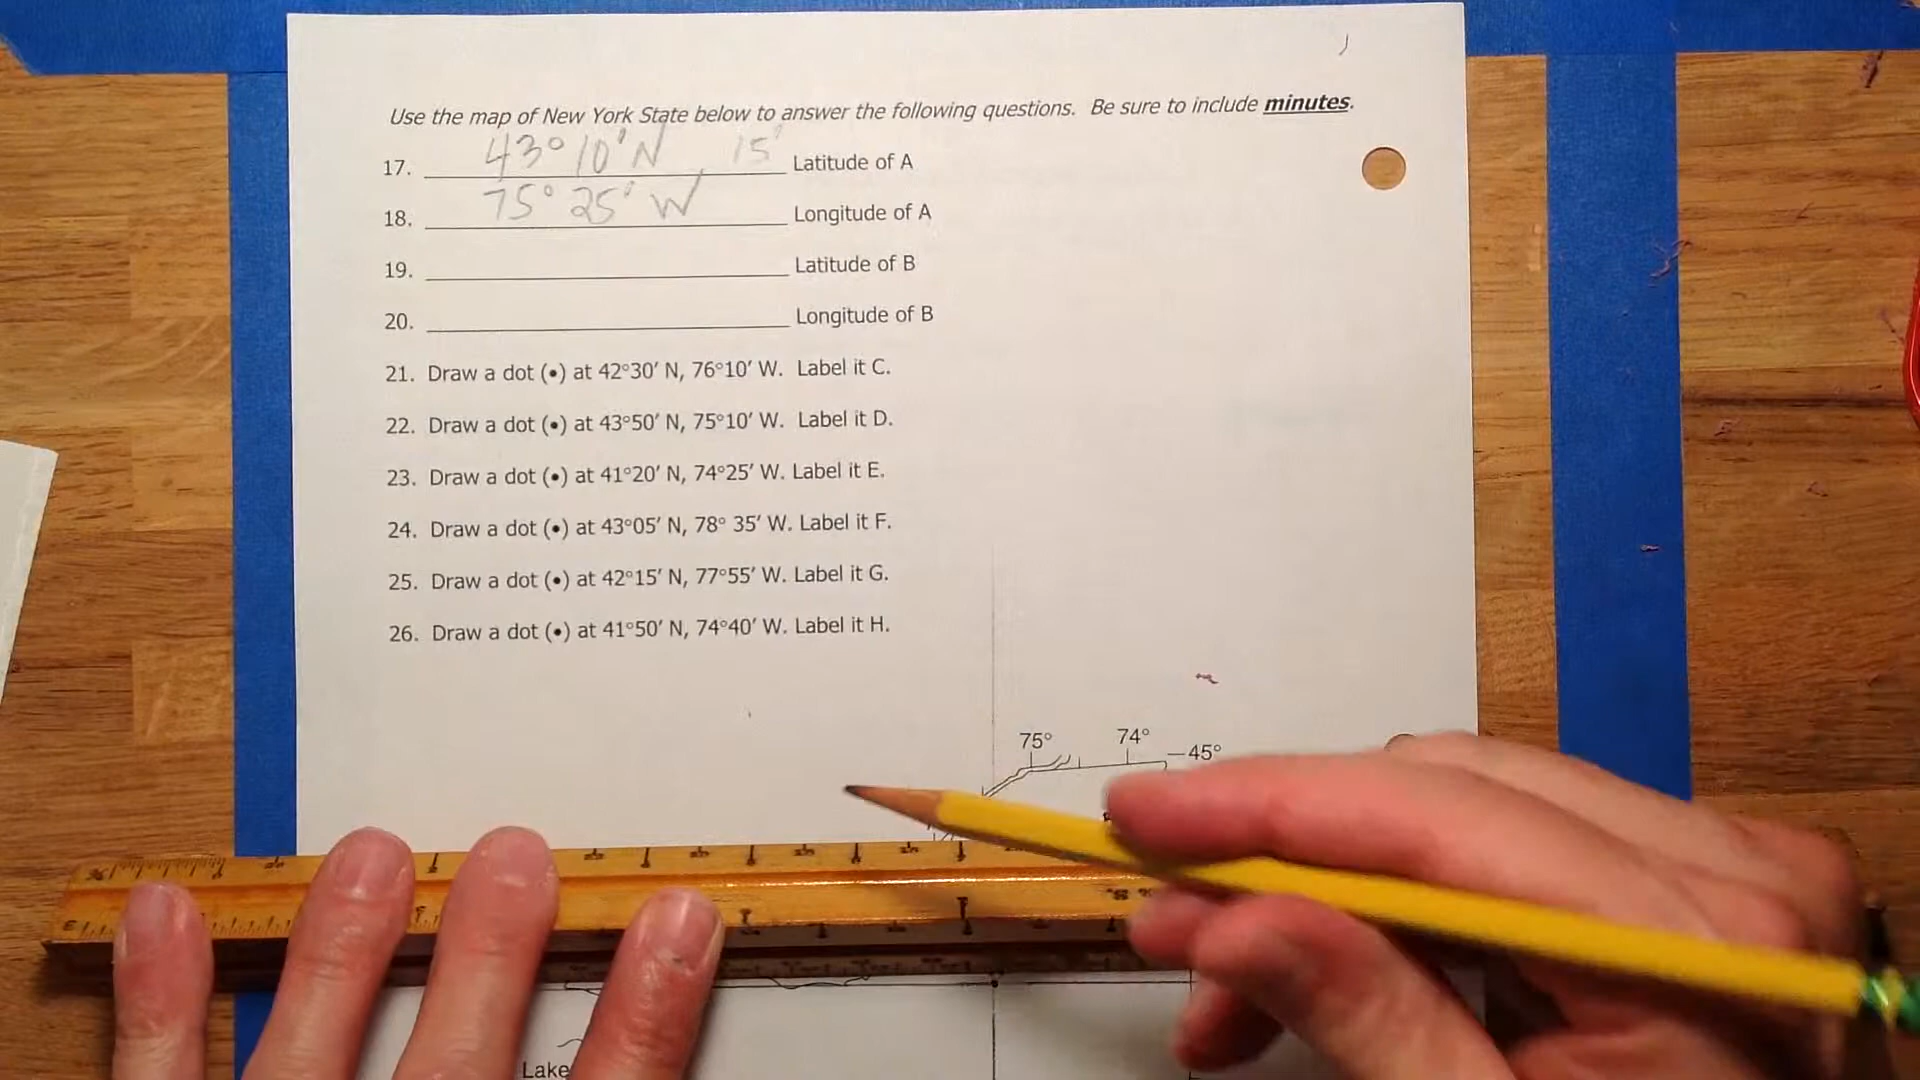 Use the map of New York State below to answer the following questions. Be sure to include minutes.
17. 43° 10' N 15' Latitude of A
18. 75° 25' W Longitude of A
19. Latitude of B
20. Longitude of B
21. Draw a dot (•) at 42°30' N, 76°10' W. Label it C.
22. Draw a dot (•) at 43°50' N, 75°10' W. Label it D.
23. Draw a dot (•) at 41°20' N, 74°25' W. Label it E.
24. Draw a dot (•) at 43°05' N, 78° 35' W. Label it F.
25. Draw a dot (•) at 42°15' N, 77°55' W. Label it G.
26. Draw a dot (•) at 41°50' N, 74°40' W. Label it H.
75° 74°
45°
Lake